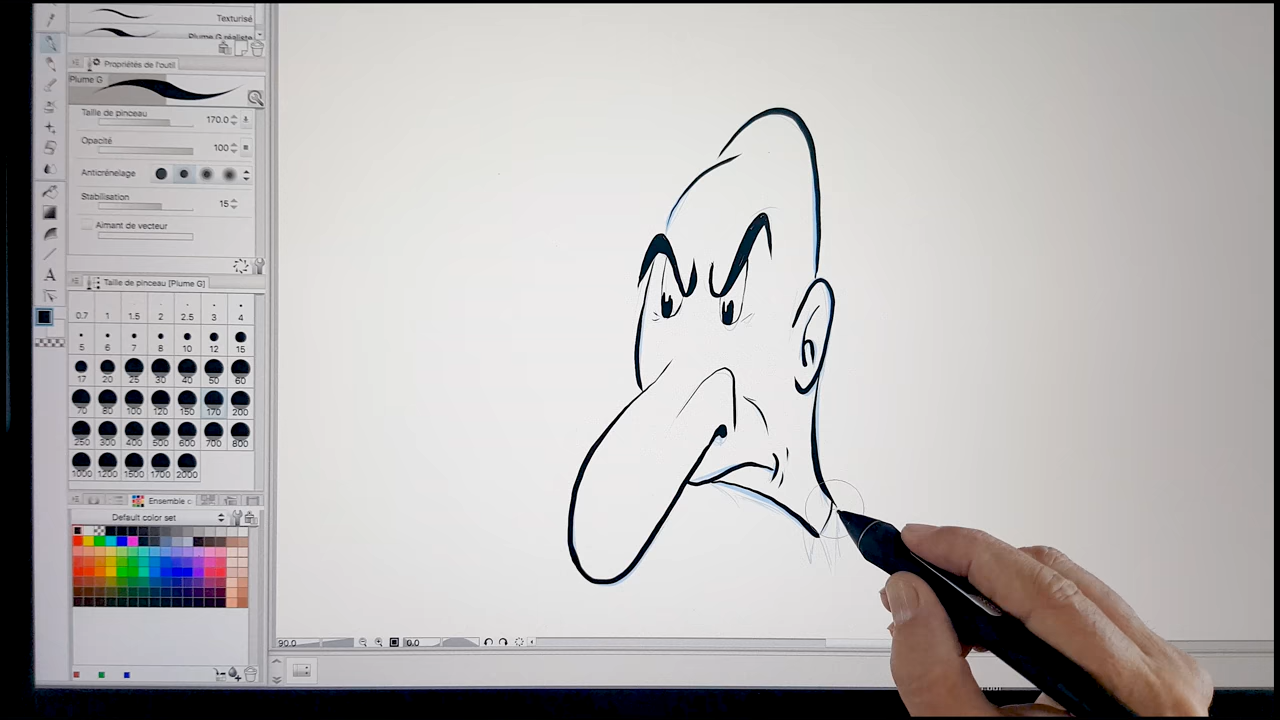 Texturisé
Plume G réaliste
Propriétés de l'outil
Plume G
Taille de pinceau 170.0
Opacité 100
Anticrénelage
Stabilisation 15
Aimant de vecteur
Taille de pinceau [Plume G]
0.7 1 1.5 2 2.5 3 4
5 6 7 8 10 12 15
17 20 25 30 40 50 60
70 80 100 120 150 170 200
250 300 400 500 600 700 800
1000 1200 1500 1700 2000
Ensemble c
Default color set
90.0 0.0